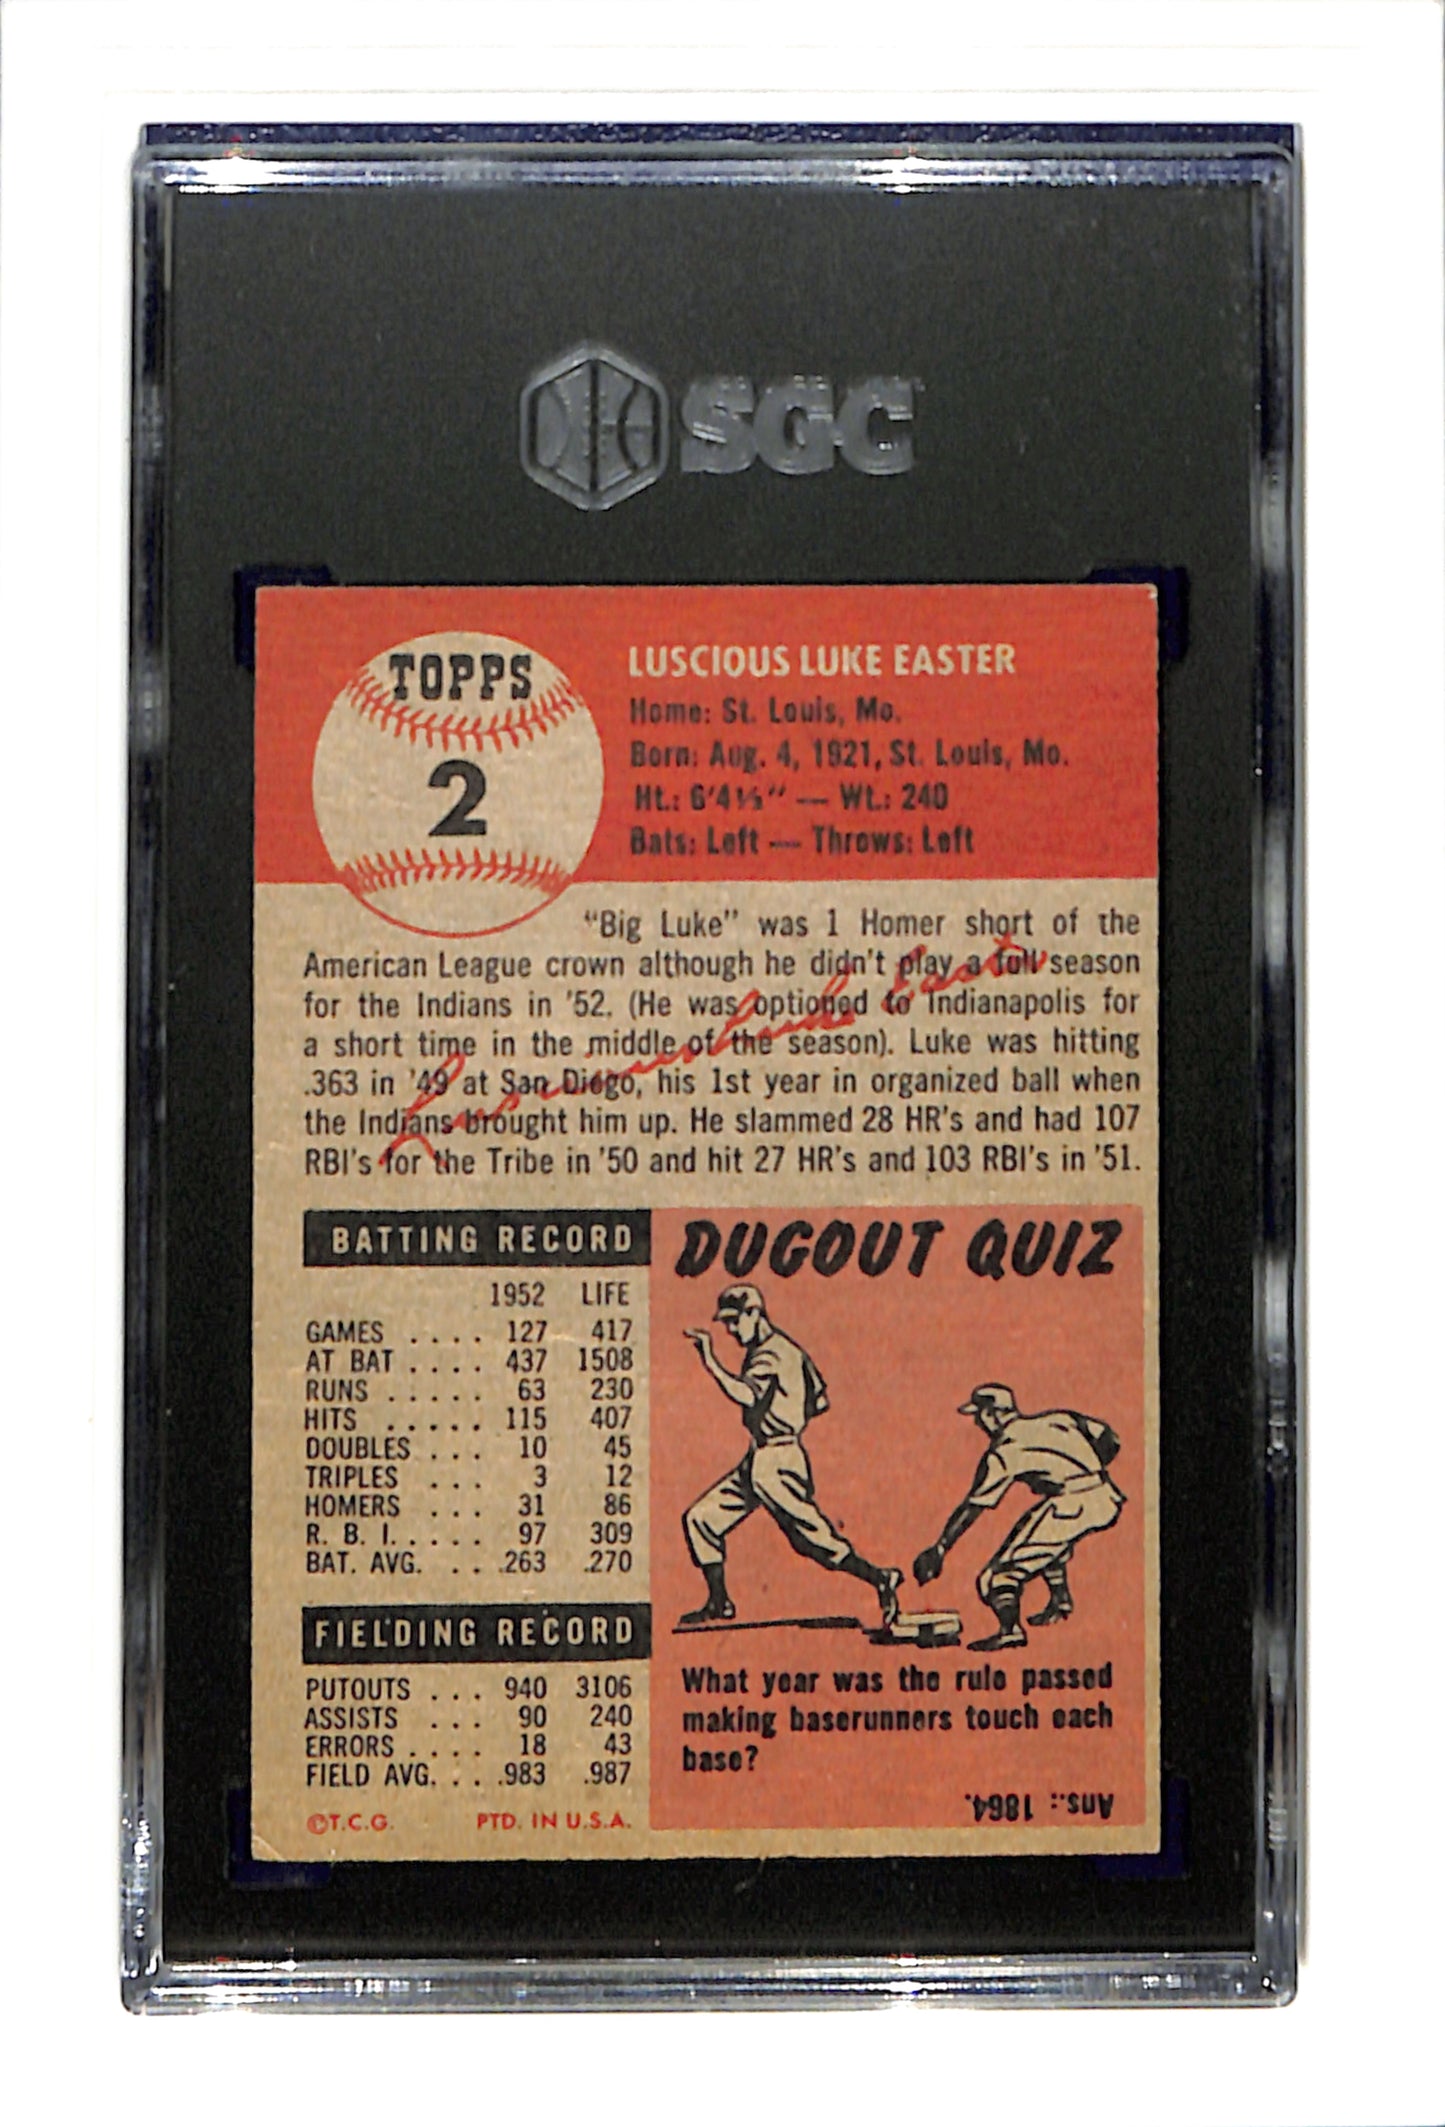 SGC
TOPPS
2
LUSCIOUS LUKE EASTER
Home: St. Louis, Mo.
Born: Aug. 4, 1921, St. Louis, Mo.
Ht.: 6'4½" — Wt.: 240
Bats: Left — Throws: Left
"Big Luke" was 1 Homer short of the
American League crown although he didn't play a full season
for the Indians in '52. (He was optioned to Indianapolis for
a short time in the middle of the season). Luke was hitting
.363 in '49 at San Diego, his 1st year in organized ball when
the Indians brought him up. He slammed 28 HR's and had 107
RBI's for the Tribe in '50 and hit 27 HR's and 103 RBI's in '51.
Luscious Luke Easter
BATTING RECORD
1952 LIFE
GAMES . . . . 127 417
AT BAT . . . . 437 1508
RUNS . . . . . 63 230
HITS . . . . . 115 407
DOUBLES . . . 10 45
TRIPLES . . . 3 12
HOMERS . . . 31 86
R. B. I. . . . . 97 309
BAT. AVG. . . .263 .270
FIELDING RECORD
PUTOUTS . . . 940 3106
ASSISTS . . . 90 240
ERRORS . . . . 18 43
FIELD AVG. . . .983 .987
©T.C.G. PTD. IN U.S.A.
DUGOUT QUIZ
What year was the rule passed
making baserunners touch each
base?
Ans.: 1864.